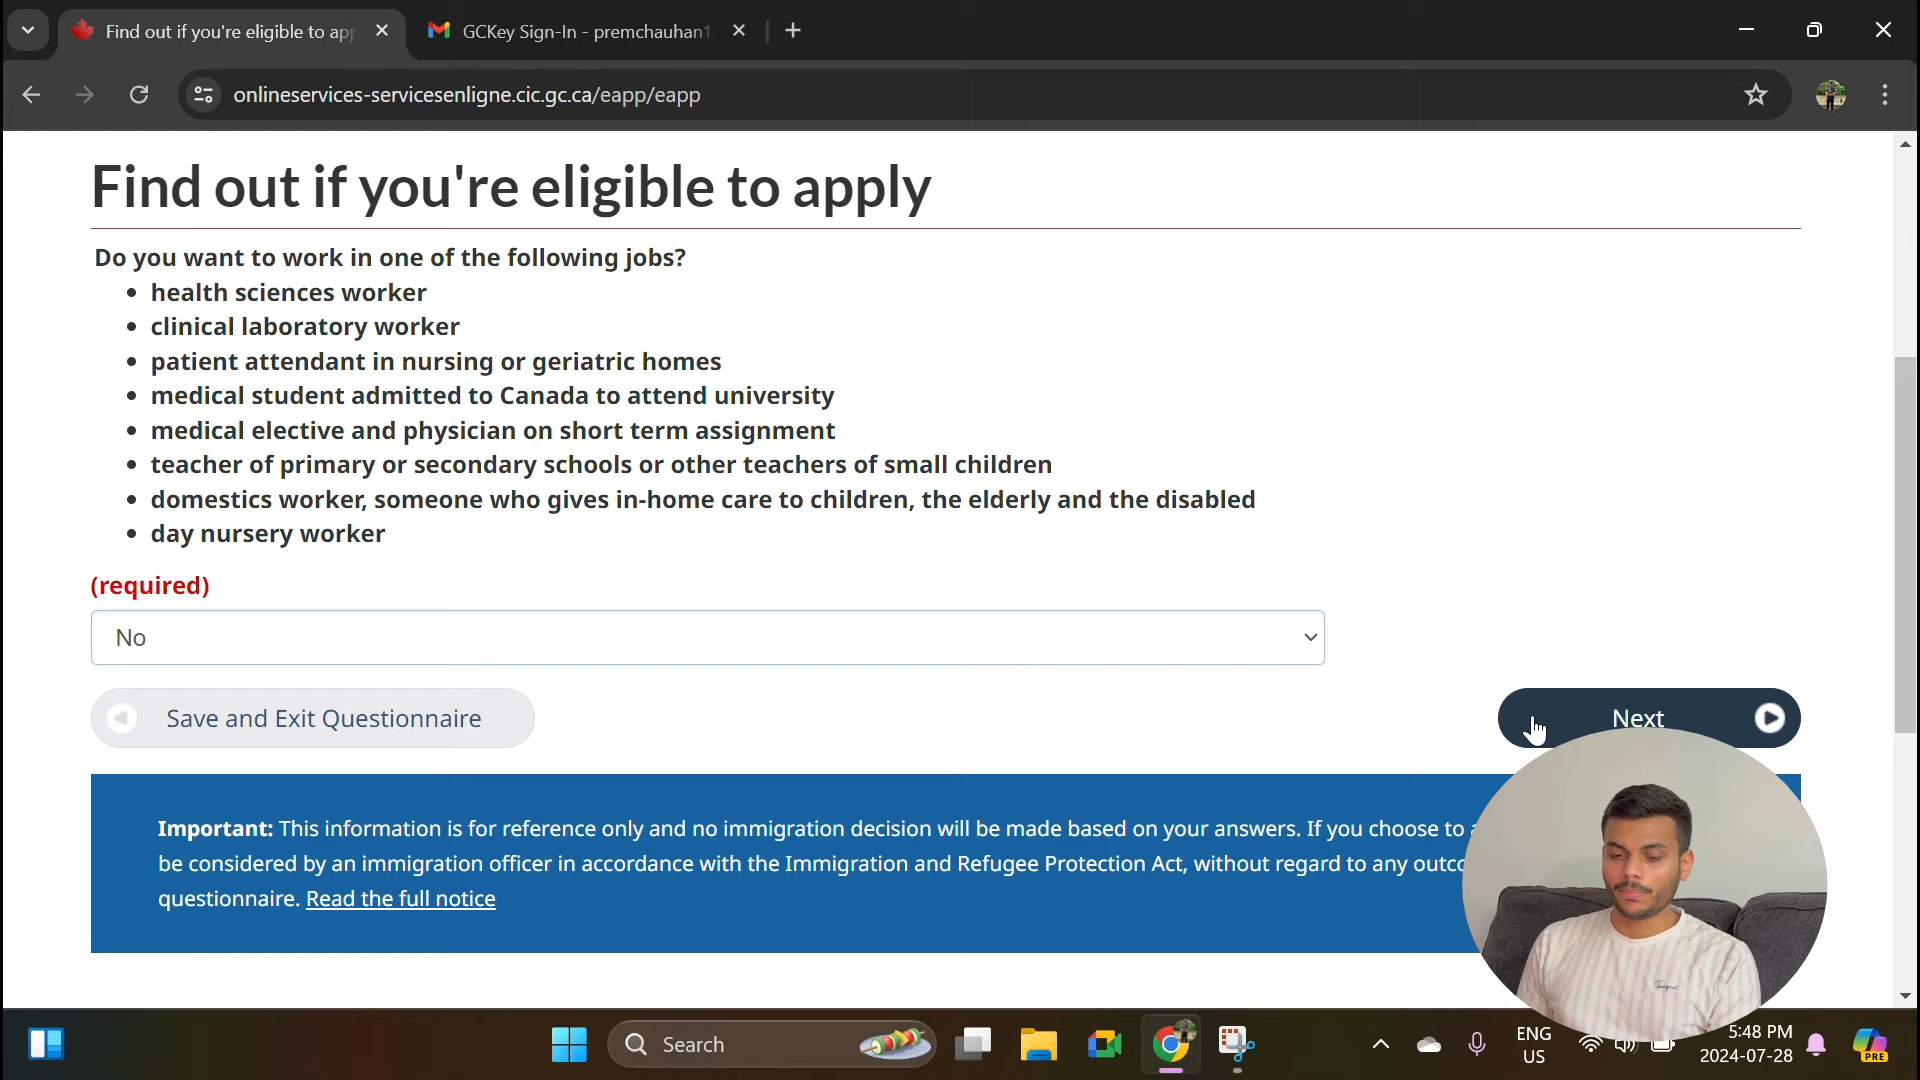 Find out if you're eligible to app
GCKey Sign-In - premchauhan1
onlineservices-servicesenligne.cic.gc.ca/eapp/eapp
Find out if you're eligible to apply
Do you want to work in one of the following jobs?
• health sciences worker
• clinical laboratory worker
• patient attendant in nursing or geriatric homes
• medical student admitted to Canada to attend university
• medical elective and physician on short term assignment
• teacher of primary or secondary schools or other teachers of small children
• domestics worker, someone who gives in-home care to children, the elderly and the disabled
• day nursery worker
(required)
No
Save and Exit Questionnaire
Next
Important: This information is for reference only and no immigration decision will be made based on your answers. If you choose to
be considered by an immigration officer in accordance with the Immigration and Refugee Protection Act, without regard to any
questionnaire. Read the full notice
Search
ENG
US
5:48 PM
2024-07-28
PRE